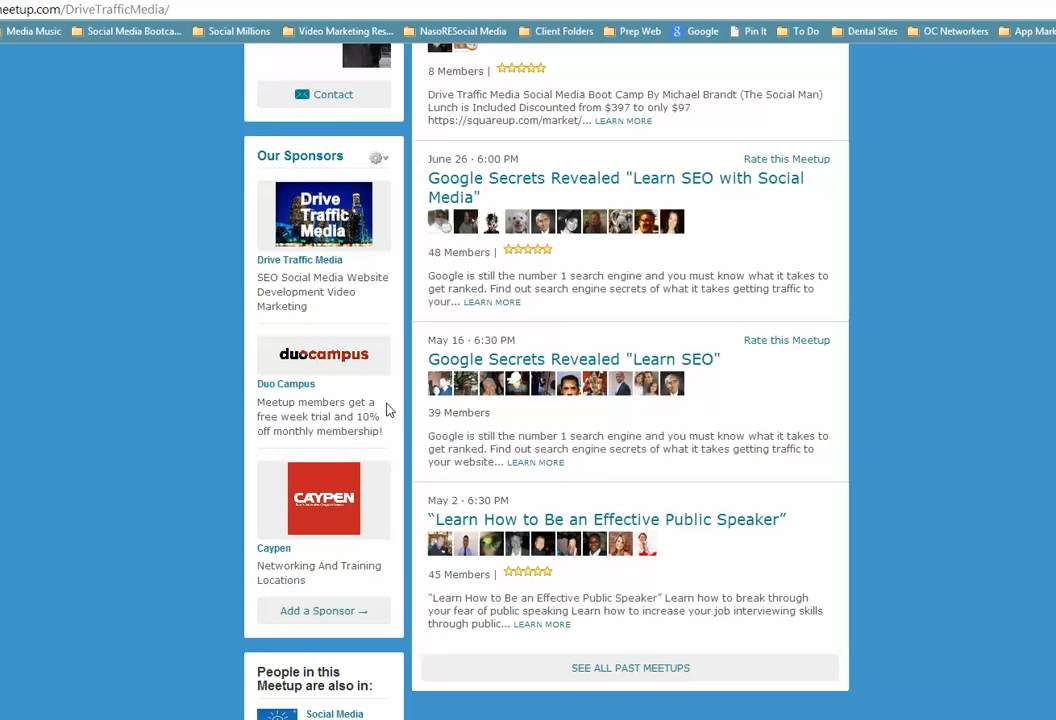 neetup.com/DriveTrafficMedia/
Media Music
Social Media Bootca...
Social Millions
Video Marketing Res...
NasoRESocial Media
Client Folders
Prep Web
Google
Pin It
To Do
Dental Sites
OC Networkers
App Mark
Contact
Our Sponsors
Drive
Traffic
Media
Drive Traffic Media
SEO Social Media Website
Development Video
Marketing
duocampus
Duo Campus
Meetup members get a
free week trial and 10%
off monthly membership!
CAYPEN
Caypen
Networking And Training
Locations
Add a Sponsor →
People in this
Meetup are also in:
Social Media
8 Members |
Drive Traffic Media Social Media Boot Camp By Michael Brandt (The Social Man)
Lunch is Included Discounted from $397 to only $97
https://squareup.com/market/... LEARN MORE
June 26 · 6:00 PM
Rate this Meetup
Google Secrets Revealed "Learn SEO with Social
Media"
48 Members |
Google is still the number 1 search engine and you must know what it takes to
get ranked. Find out search engine secrets of what it takes getting traffic to
your... LEARN MORE
May 16 · 6:30 PM
Rate this Meetup
Google Secrets Revealed "Learn SEO"
39 Members
Google is still the number 1 search engine and you must know what it takes to
get ranked. Find out search engine secrets of what it takes getting traffic to
your website... LEARN MORE
May 2 · 6:30 PM
“Learn How to Be an Effective Public Speaker”
45 Members |
“Learn How to Be an Effective Public Speaker” Learn how to break through
your fear of public speaking Learn how to increase your job interviewing skills
through public... LEARN MORE
SEE ALL PAST MEETUPS